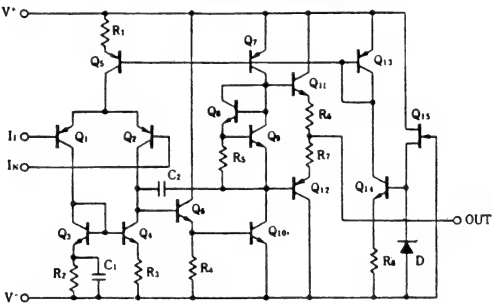 V⁺
R₁
Q₅
Q₇
Q₁₁
Q₁₃
Q₈
Q₁₅
I₁
Q₁
Q₂
Q₉
R₆
I_N
R₅
R₇
C₂
Q₁₂
Q₁₄
Q₃
Q₄
Q₆
Q₁₀.
OUT
R₂
C₁
R₃
R₄
R₈
D
V⁻